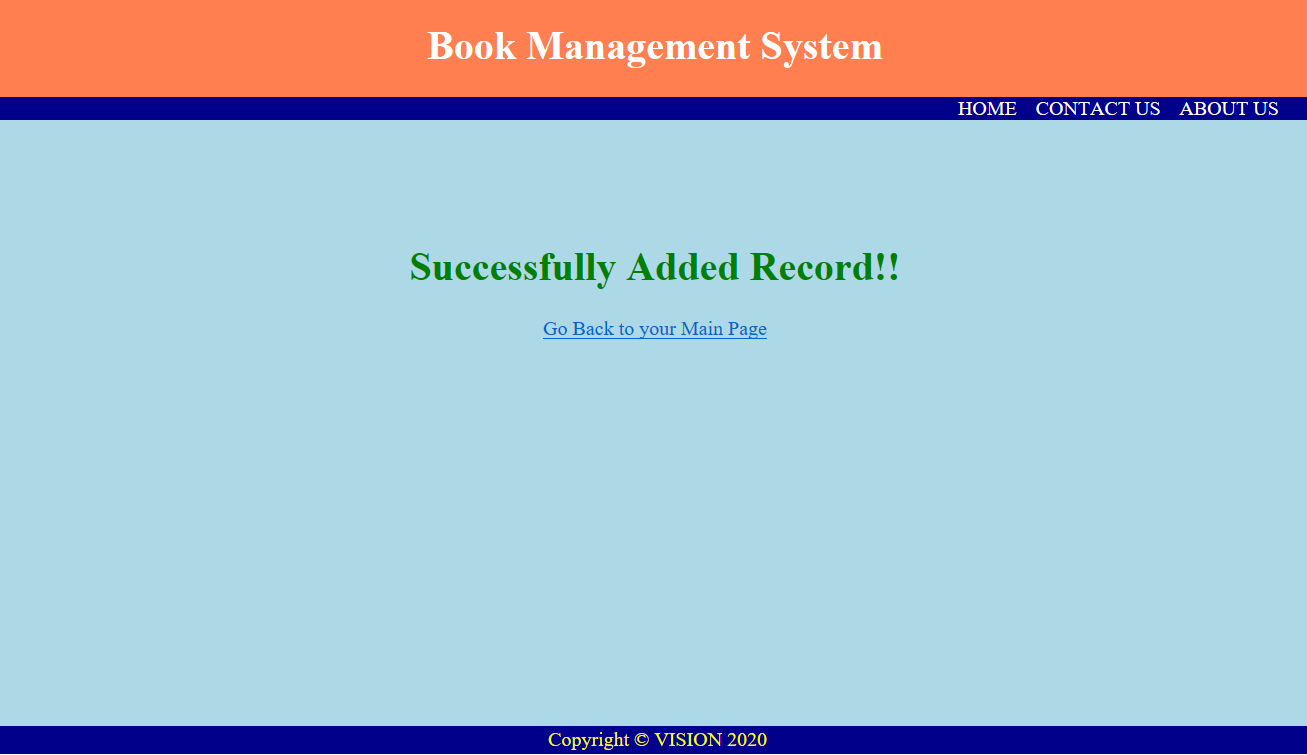 Book Management System
HOME CONTACT US ABOUT US
Successfully Added Record!!
Go Back to your Main Page
Copyright © VISION 2020